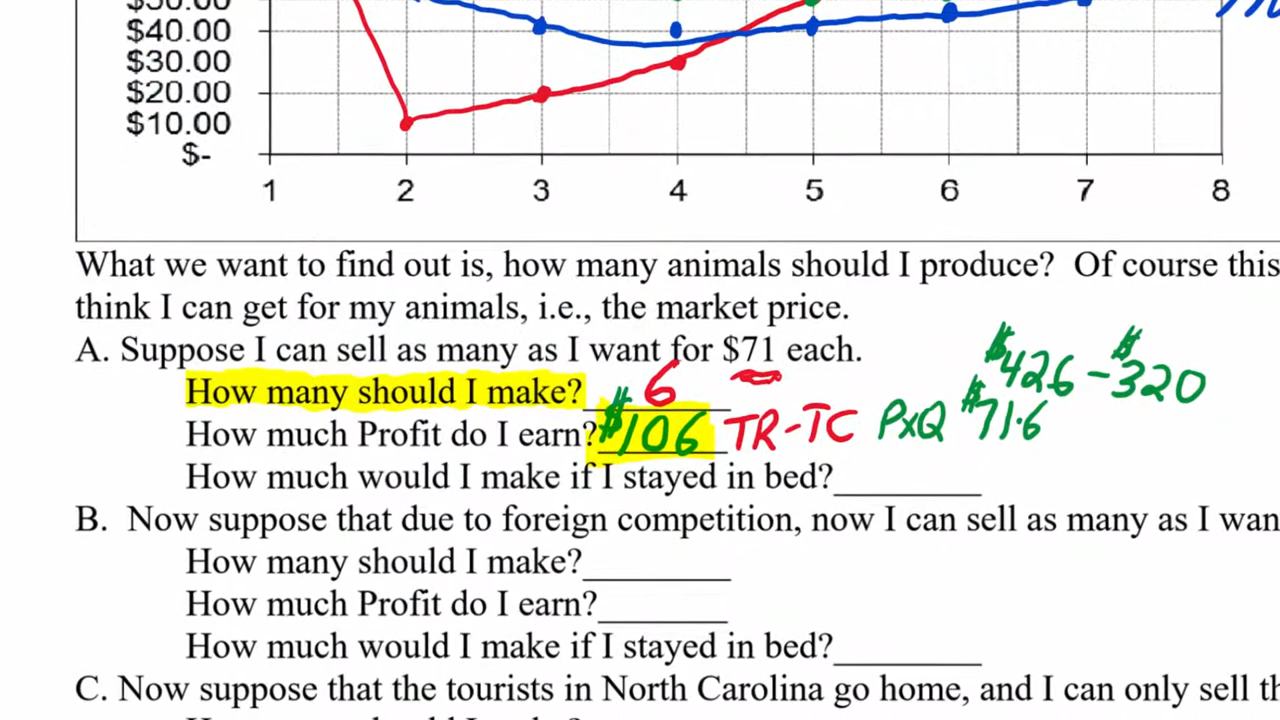 $40.00
$30.00
$20.00
$10.00
$-
1 2 3 4 5 6 7 8
What we want to find out is, how many animals should I produce? Of course this
think I can get for my animals, i.e., the market price.
A. Suppose I can sell as many as I want for $71 each.
$426 - $320
How many should I make? 6
How much Profit do I earn? $106 TR-TC PxQ $71·6
How much would I make if I stayed in bed?________
B. Now suppose that due to foreign competition, now I can sell as many as I wan
How many should I make?________
How much Profit do I earn?_______
How much would I make if I stayed in bed?________
C. Now suppose that the tourists in North Carolina go home, and I can only sell th